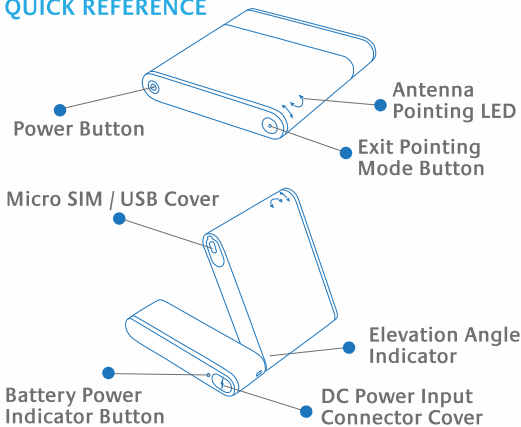 QUICK REFERENCE
Antenna
Pointing LED
Power Button
Exit Pointing
Mode Button
Micro SIM / USB Cover
Elevation Angle
Indicator
Battery Power
Indicator Button
DC Power Input
Connector Cover